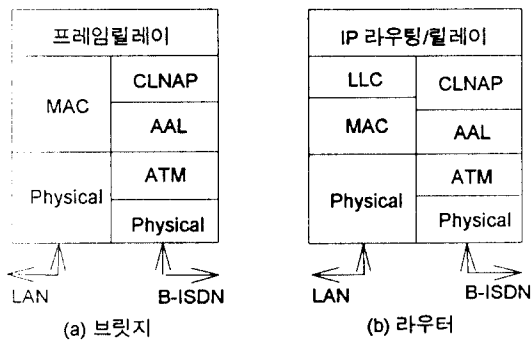 프레임릴레이
MAC
CLNAP
AAL
Physical
ATM
Physical
LAN
B-ISDN
(a) 브릿지
IP 라우팅/릴레이
LLC
MAC
CLNAP
AAL
Physical
ATM
Physical
LAN
B-ISDN
(b) 라우터